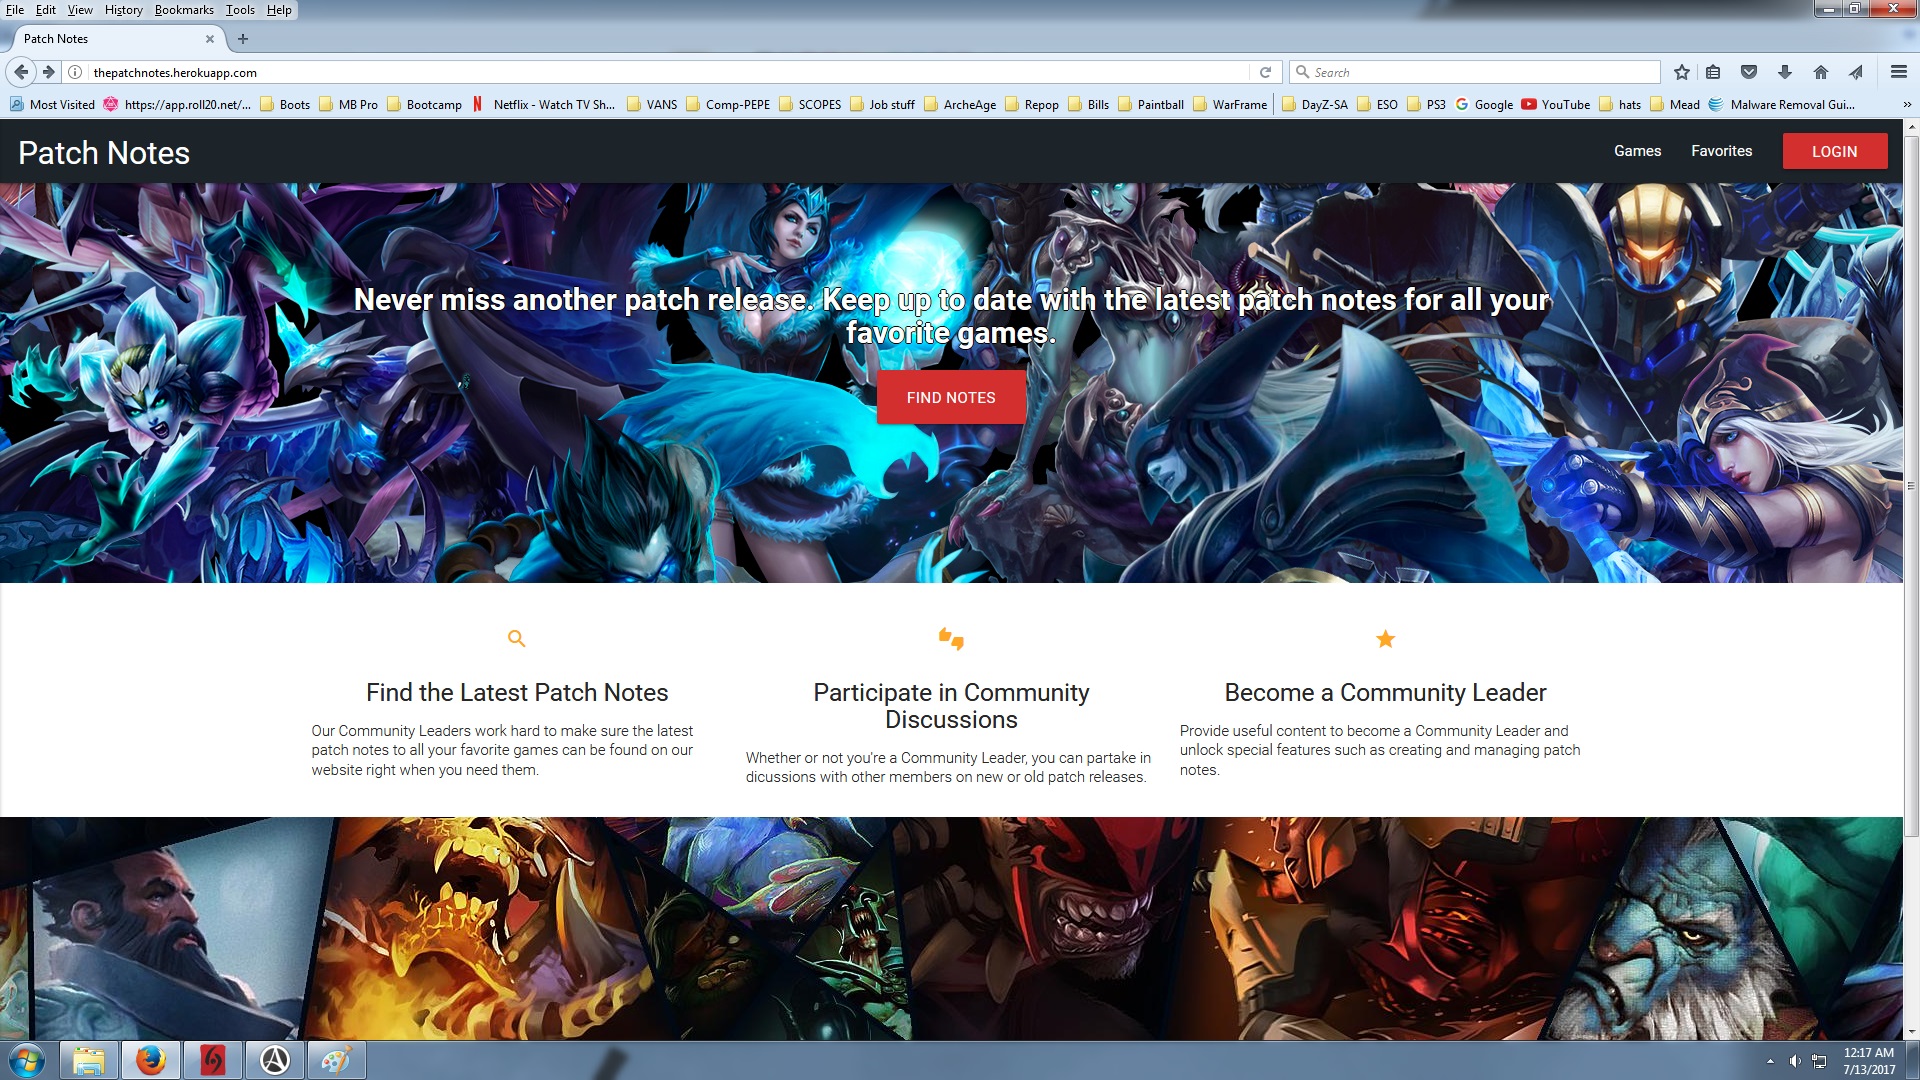 File Edit View History Bookmarks Tools Help
Patch Notes
thepatchnotes.herokuapp.com
Search
Most Visited https://app.roll20.net/... Boots MB Pro Bootcamp Netflix - Watch TV Sh... VANS Comp-PEPE SCOPES Job stuff ArcheAge Repop Bills Paintball WarFrame DayZ-SA ESO PS3 Google YouTube hats Mead Malware Removal Gui... »
Patch Notes
Games Favorites LOGIN
Never miss another patch release. Keep up to date with the latest patch notes for all your
favorite games.
FIND NOTES
Find the Latest Patch Notes
Our Community Leaders work hard to make sure the latest
patch notes to all your favorite games can be found on our
website right when you need them.
Participate in Community
Discussions
Whether or not you're a Community Leader, you can partake in
dicussions with other members on new or old patch releases.
Become a Community Leader
Provide useful content to become a Community Leader and
unlock special features such as creating and managing patch
notes.
12:17 AM
7/13/2017